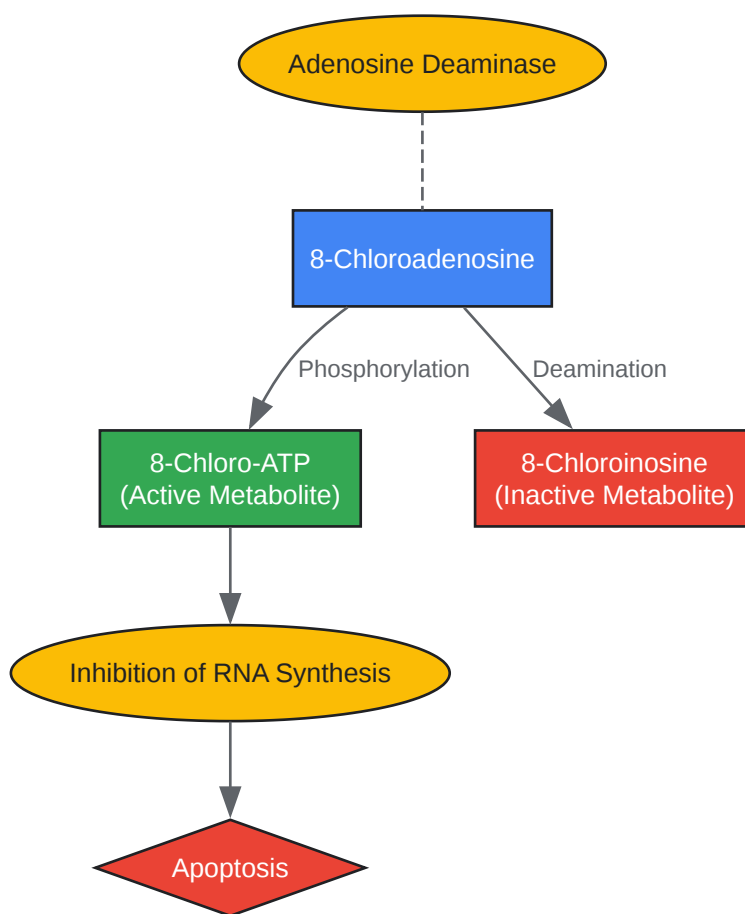 Adenosine Deaminase
8-Chloroadenosine
Phosphorylation
Deamination
8-Chloro-ATP
(Active Metabolite)
8-Chloroinosine
(Inactive Metabolite)
Inhibition of RNA Synthesis
Apoptosis